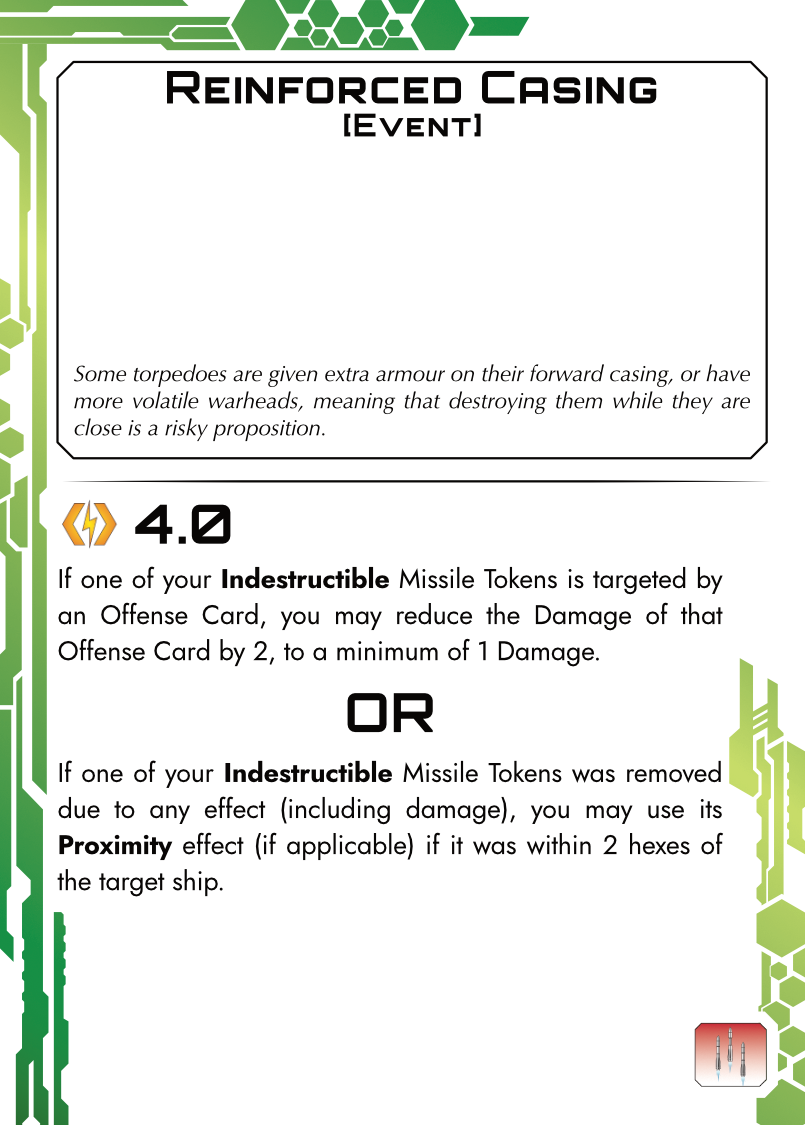 Reinforced Casing
[Event]
Some torpedoes are given extra armour on their forward casing, or have
more volatile warheads, meaning that destroying them while they are
close is a risky proposition.
4.0
If one of your Indestructible Missile Tokens is targeted by
an Offense Card, you may reduce the Damage of that
Offense Card by 2, to a minimum of 1 Damage.
OR
If one of your Indestructible Missile Tokens was removed
due to any effect (including damage), you may use its
Proximity effect (if applicable) if it was within 2 hexes of
the target ship.